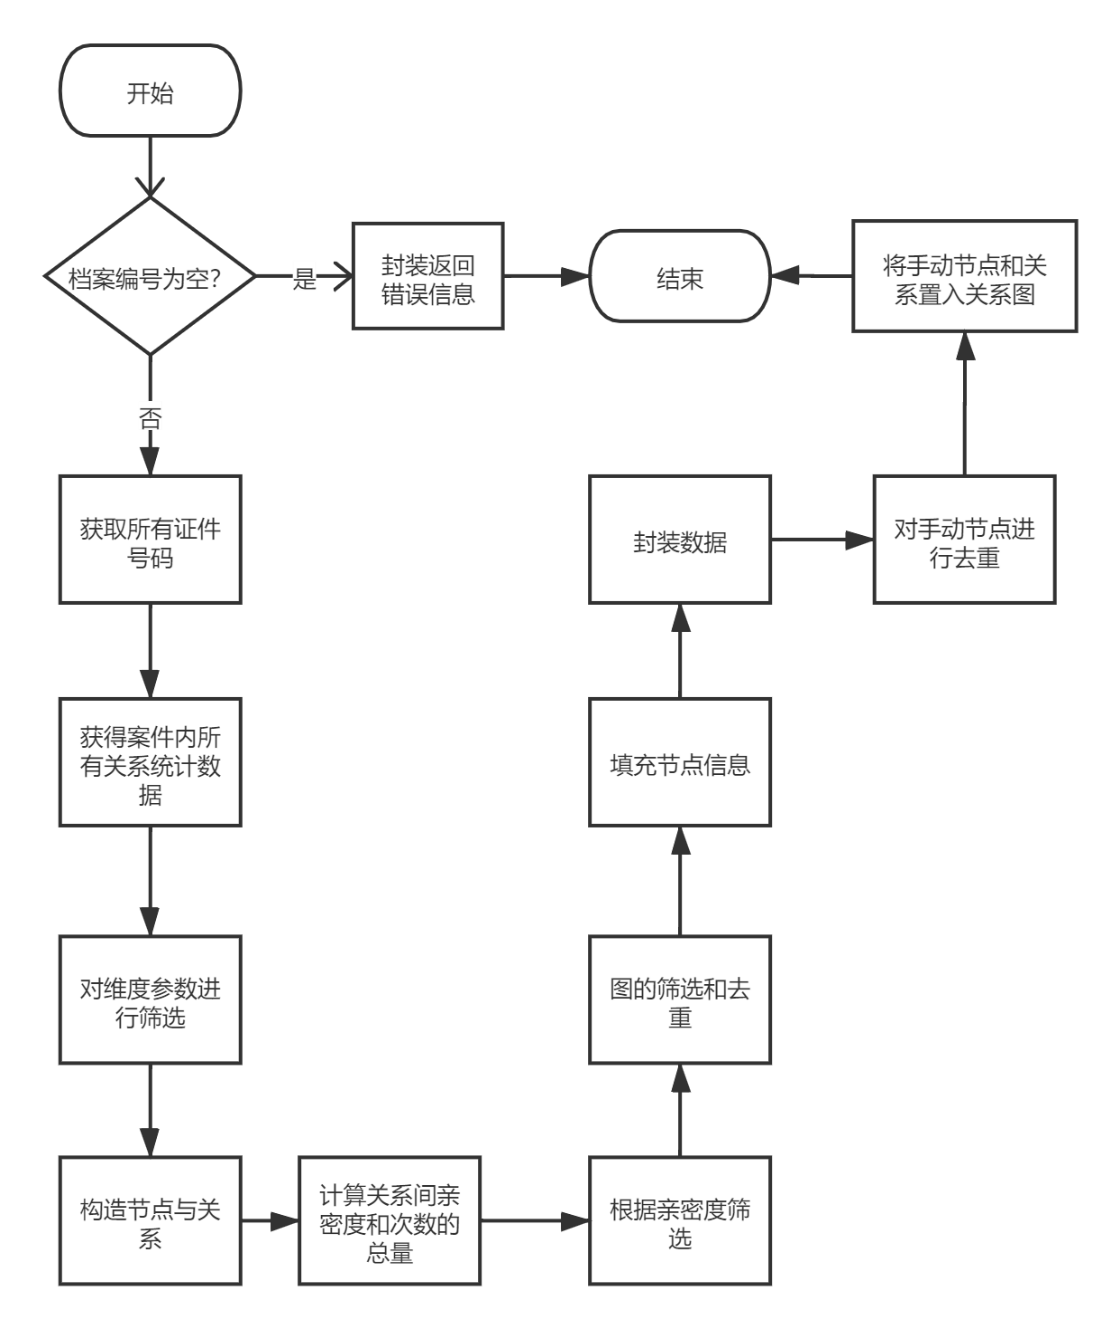 开始
档案编号为空?
是
封装返回
错误信息
结束
将手动节点和关
系置入关系图
否
获取所有证件
号码
封装数据
对手动节点进
行去重
获得案件内所
有关系统计数
据
填充节点信息
对维度参数进
行筛选
图的筛选和去
重
构造节点与关
系
计算关系间亲
密度和次数的
总量
根据亲密度筛
选